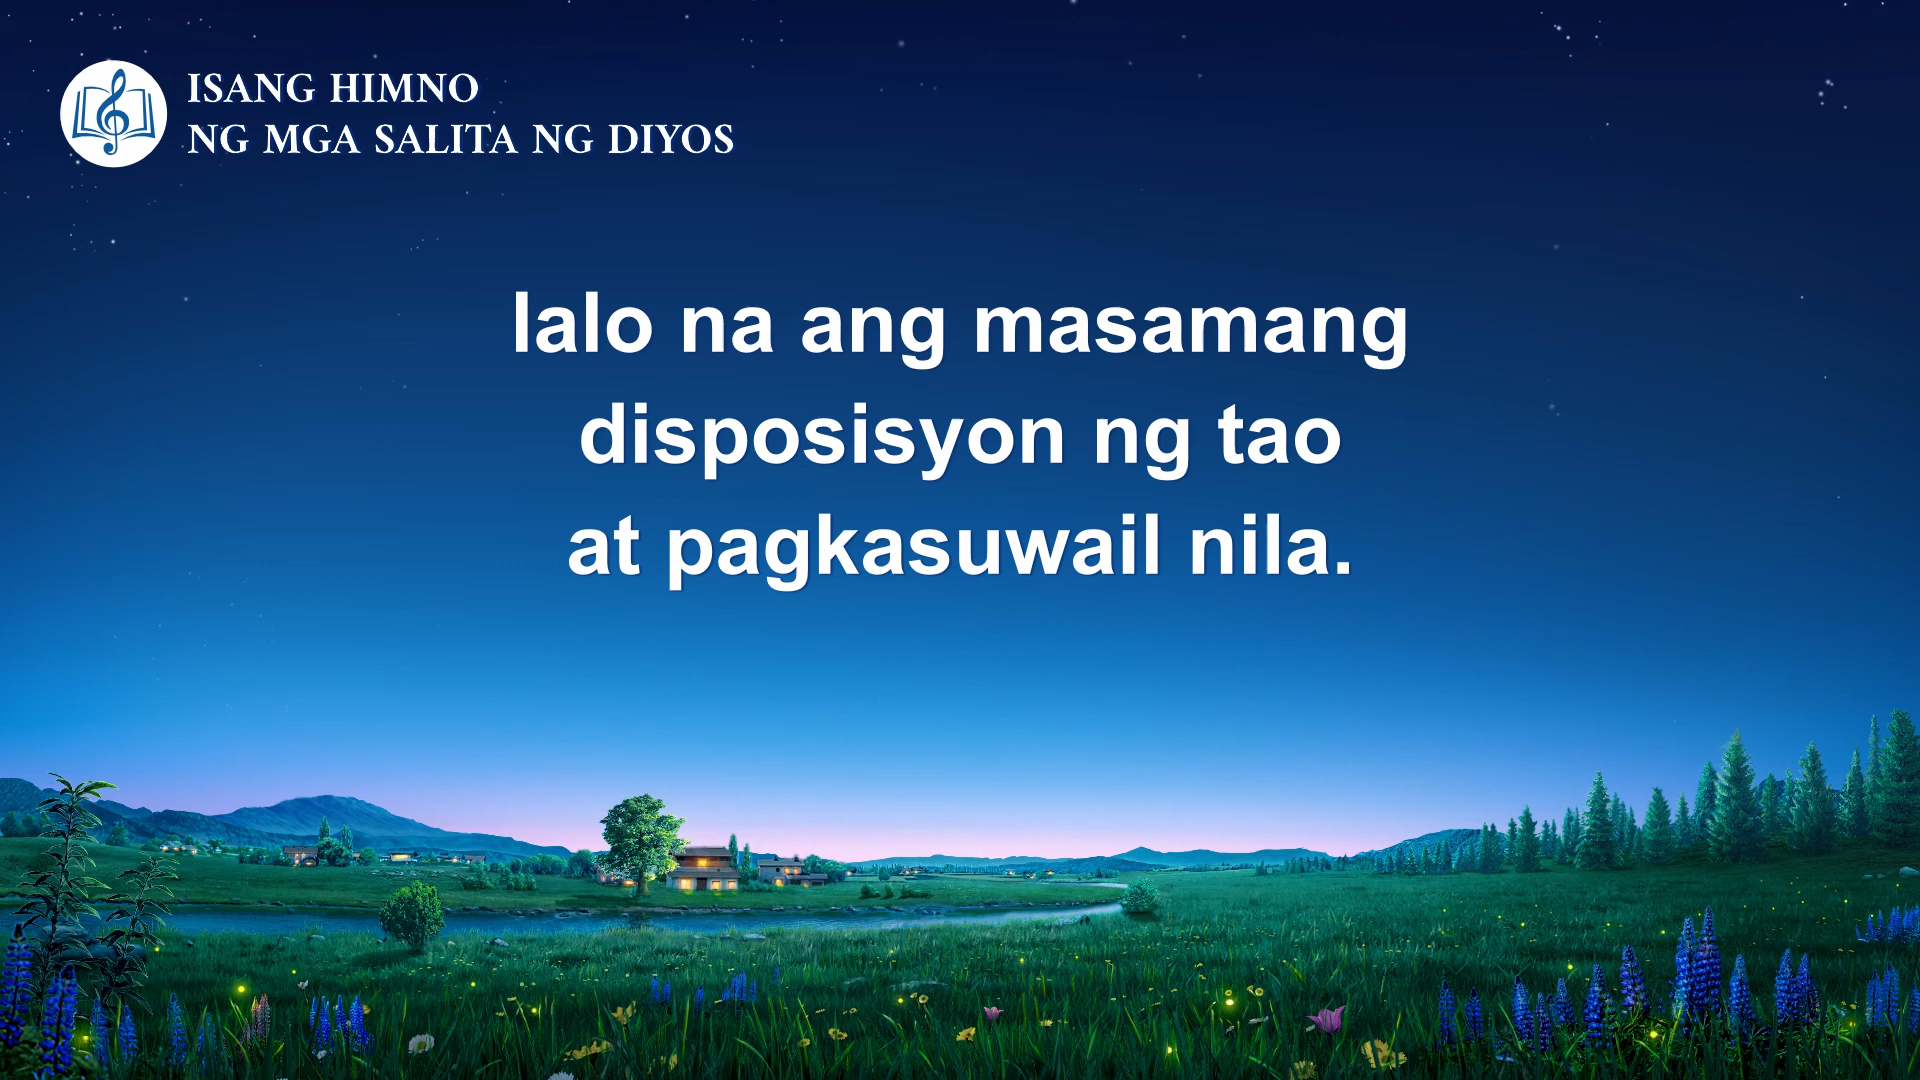 ISANG HIMNO
NG MGA SALITA NG DIYOS
lalo na ang masamang
disposisyon ng tao
at pagkasuwail nila.